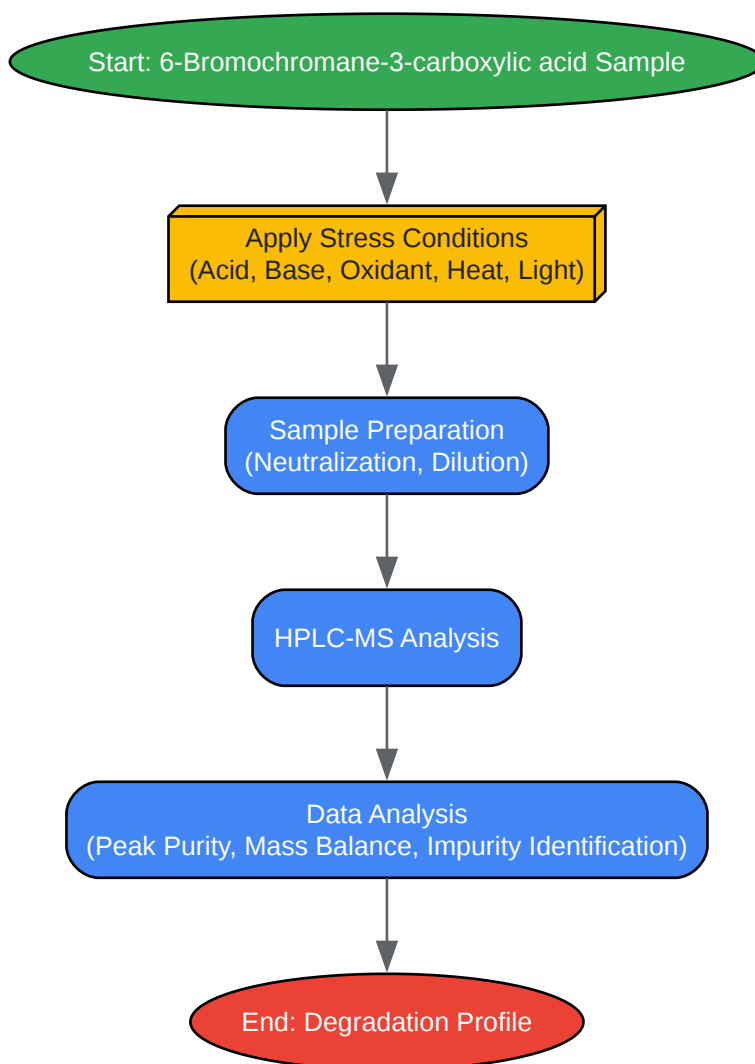 Start: 6-Bromochromane-3-carboxylic acid Sample
Apply Stress Conditions
(Acid, Base, Oxidant, Heat, Light)
Sample Preparation
(Neutralization, Dilution)
HPLC-MS Analysis
Data Analysis
(Peak Purity, Mass Balance, Impurity Identification)
End: Degradation Profile